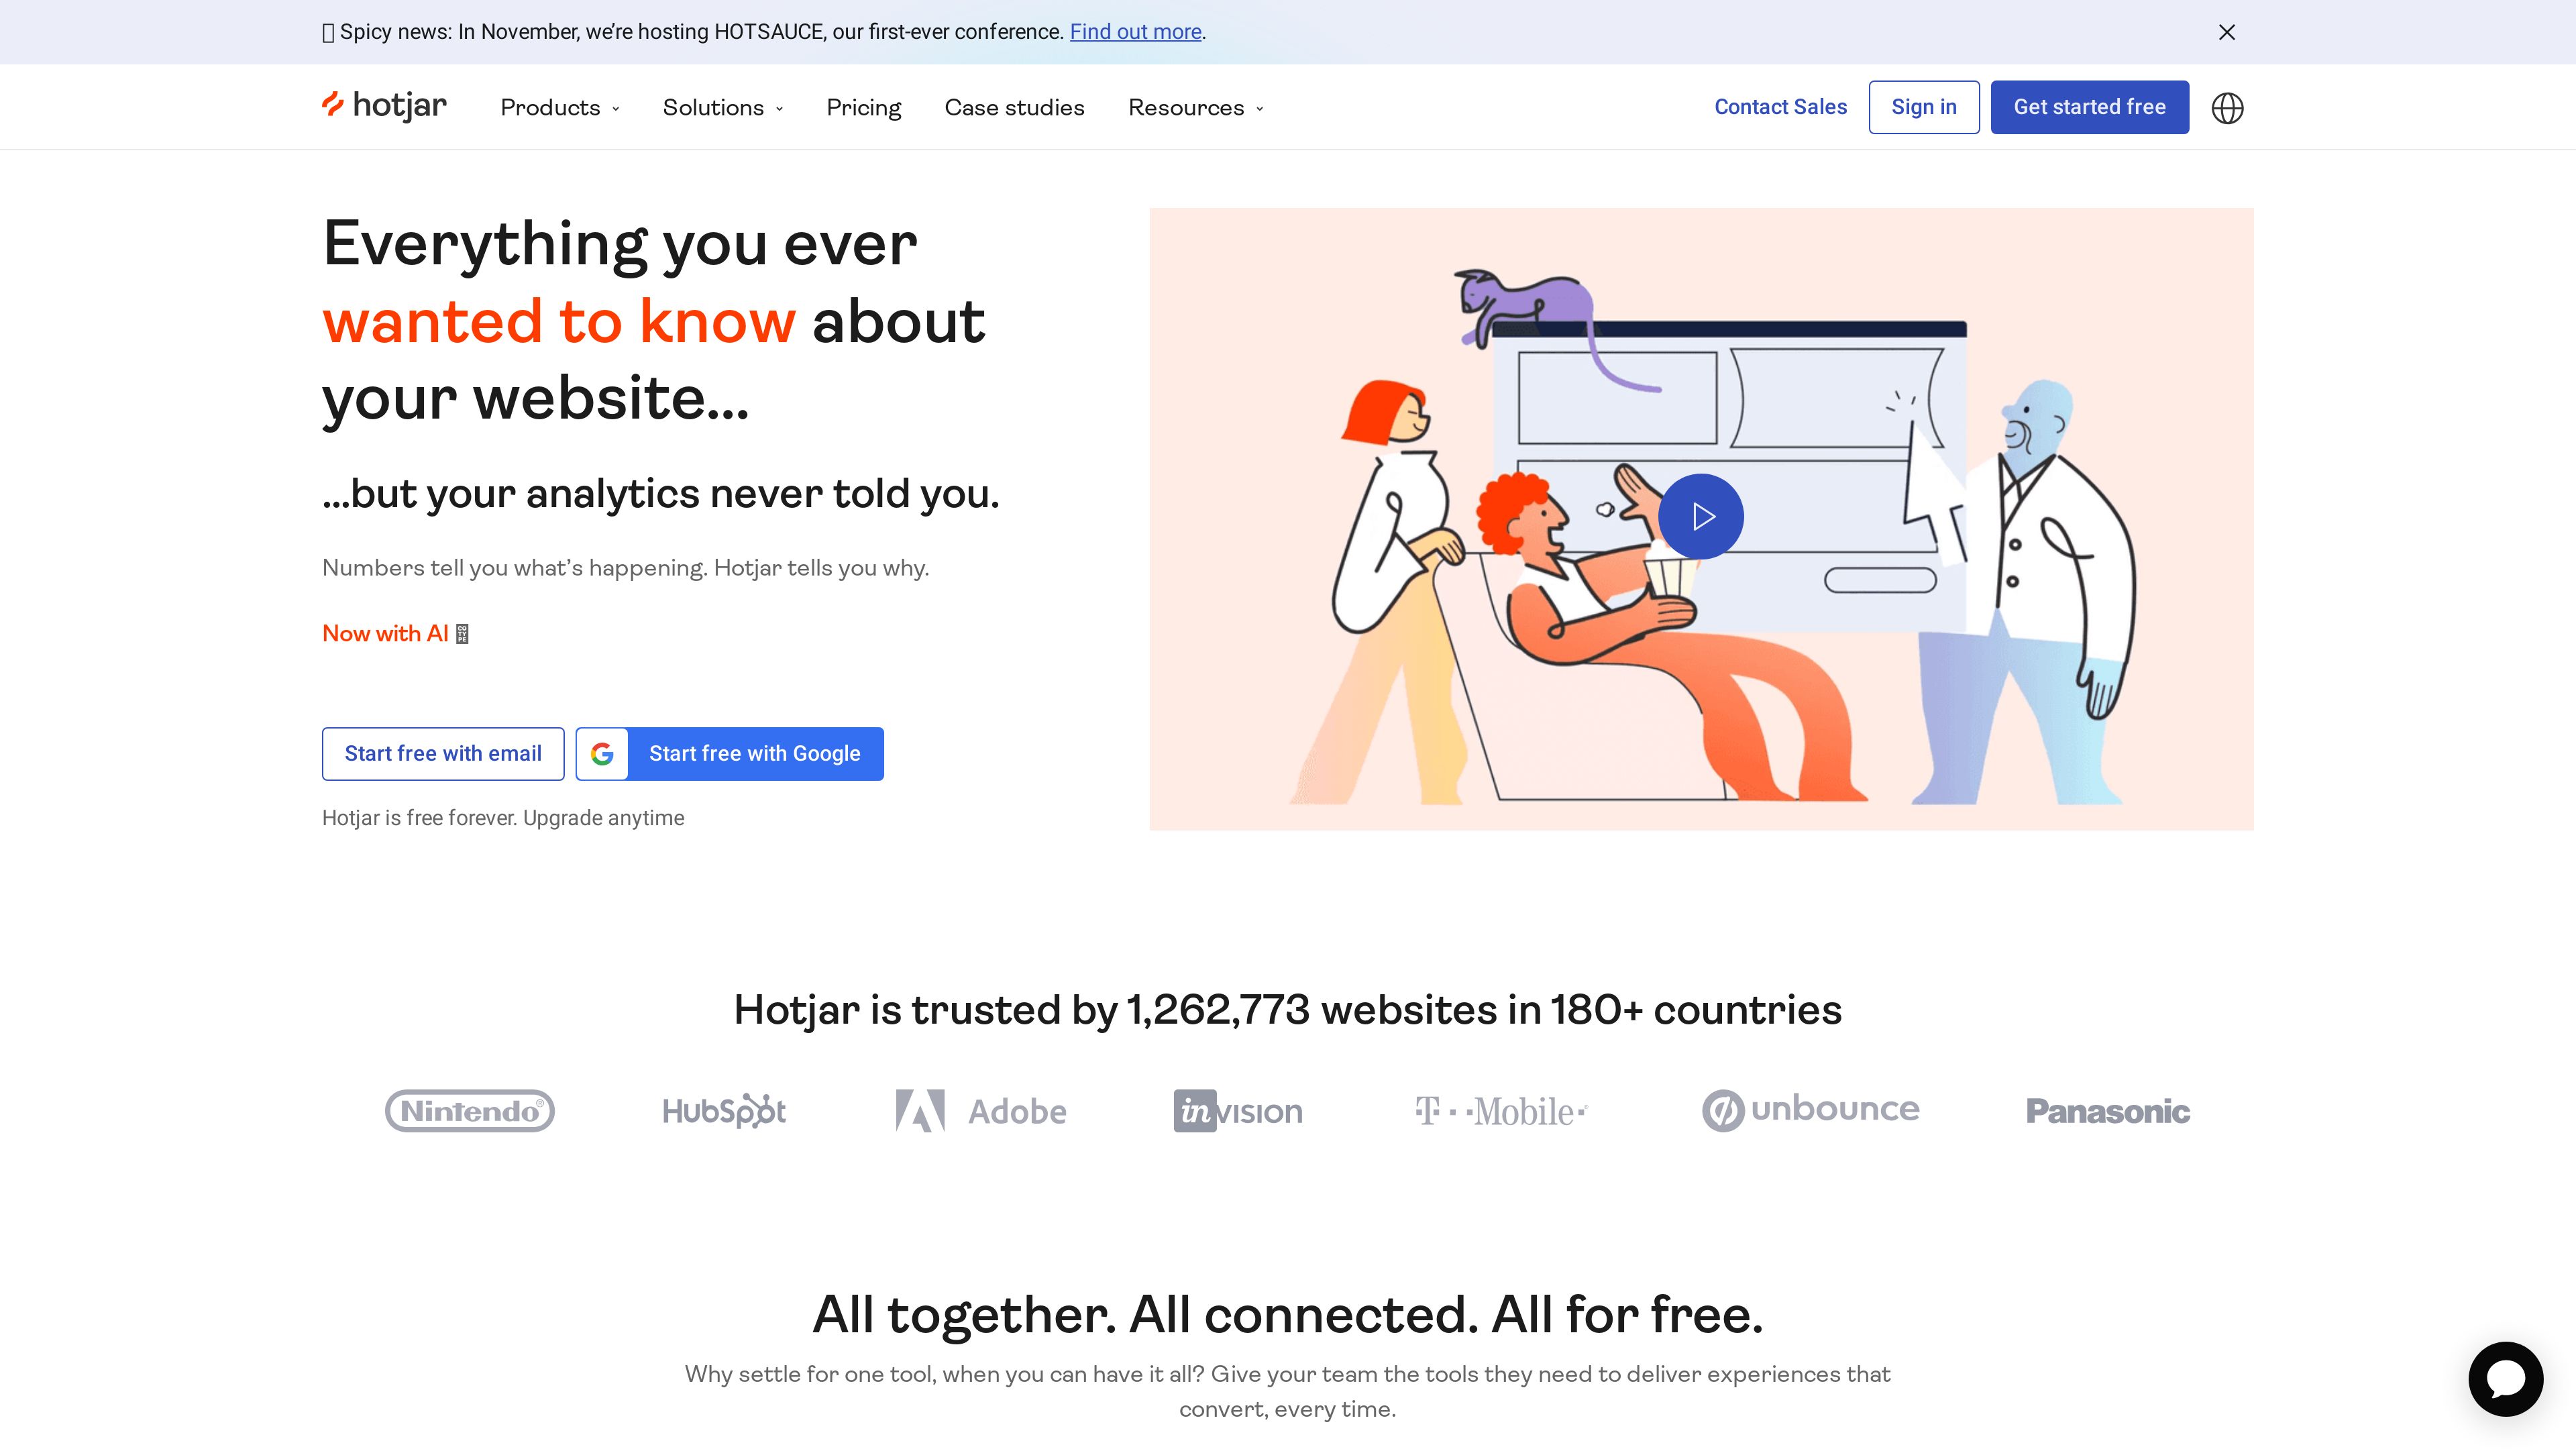 Spicy news: In November, we’re hosting HOTSAUCE, our first-ever conference. Find out more.
hotjar Products Solutions Pricing Case studies Resources Contact Sales Sign in Get started free
Everything you ever
wanted to know about
your website...
...but your analytics never told you.
Numbers tell you what’s happening. Hotjar tells you why.
Now with AI
Start free with email Start free with Google
Hotjar is free forever. Upgrade anytime
Hotjar is trusted by 1,262,773 websites in 180+ countries
Nintendo® HubSpot Adobe invision T·Mobile· unbounce Panasonic
All together. All connected. All for free.
Why settle for one tool, when you can have it all? Give your team the tools they need to deliver experiences that
convert, every time.